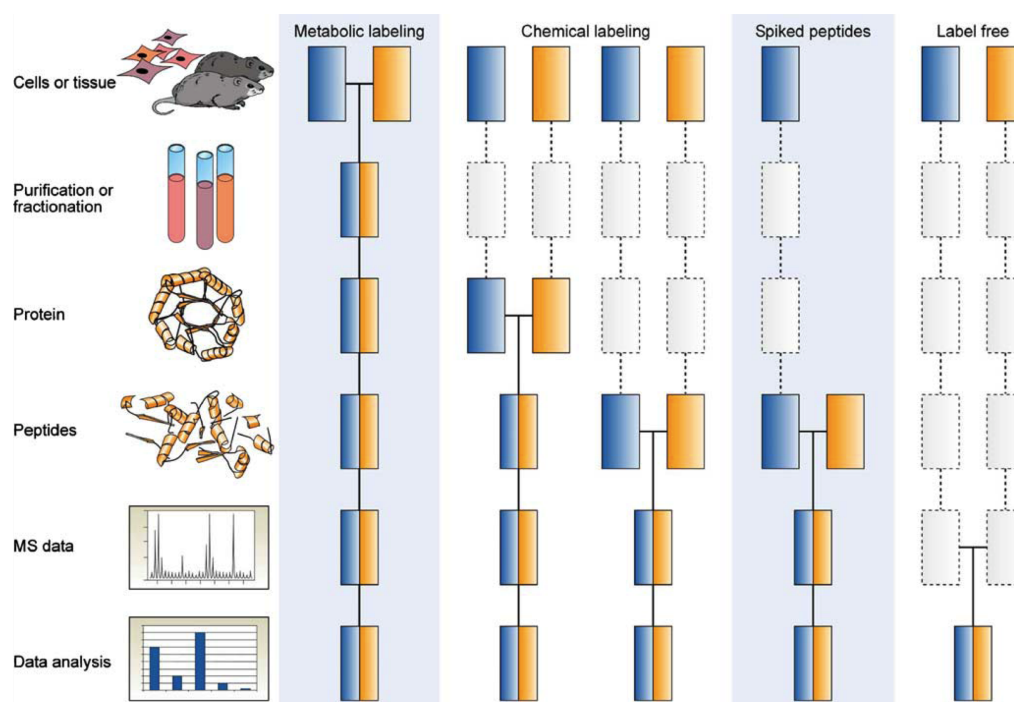 Metabolic labeling
Chemical labeling
Spiked peptides
Label free
Cells or tissue
Purification or
fractionation
Protein
Peptides
MS data
Data analysis